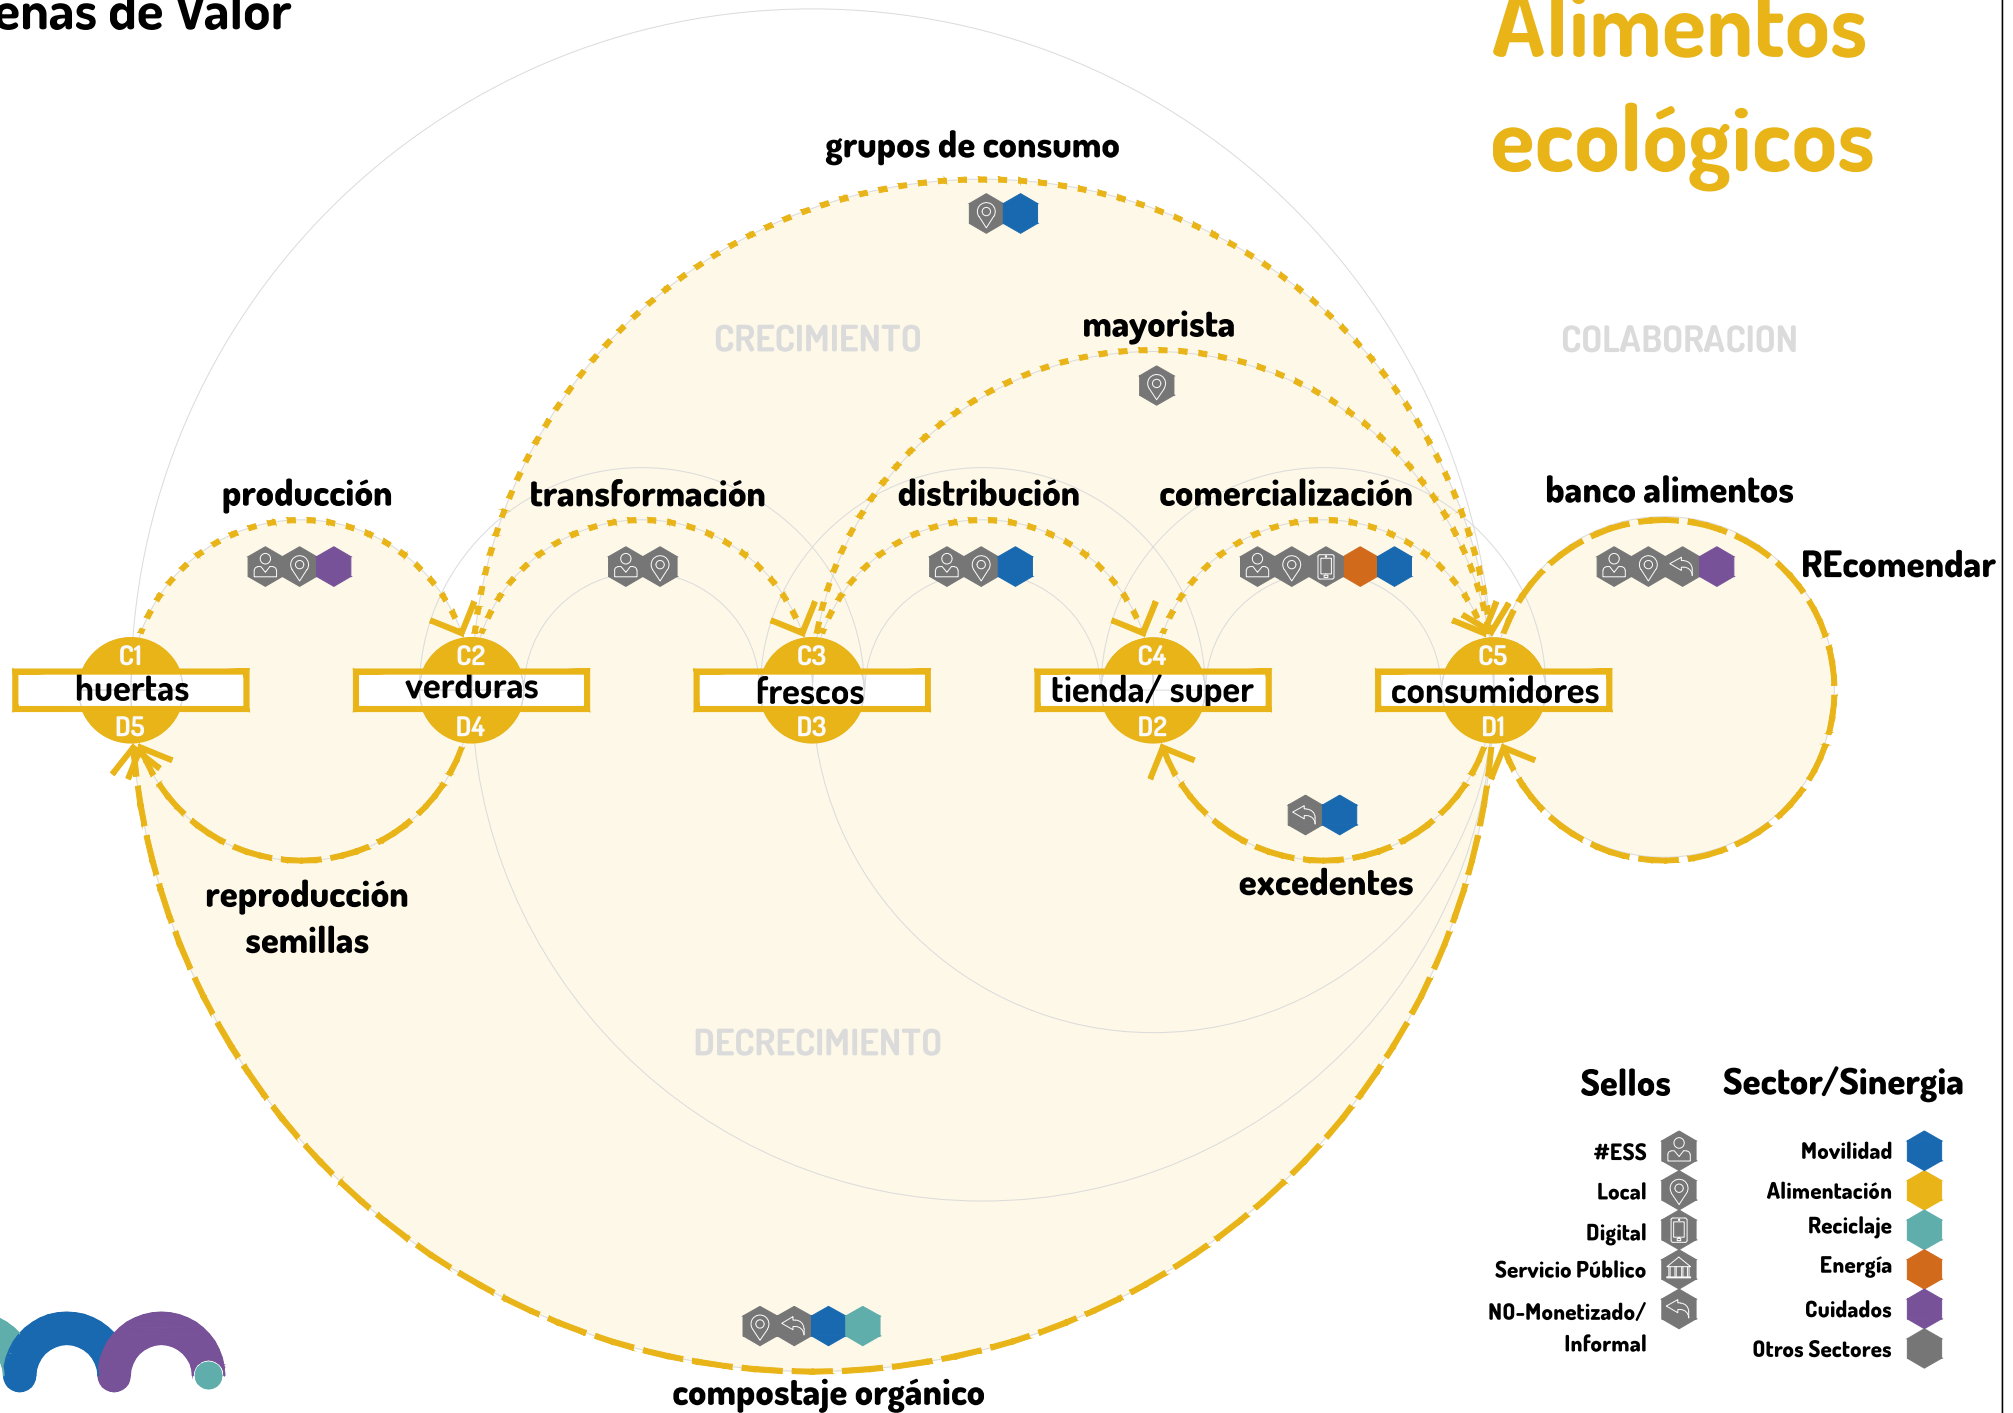 enas de Valor
Alimentos
ecológicos
grupos de consumo
mayorista
CRECIMIENTO
COLABORACION
producción
transformación
distribución
comercialización
banco alimentos
REcomendar
C1
huertas
D5
C2
verduras
D4
C3
frescos
D3
C4
tienda/ super
D2
C5
consumidores
D1
reproducción
semillas
excedentes
DECRECIMIENTO
compostaje orgánico
Sellos
#ESS
Local
Digital
Servicio Público
NO-Monetizado/
Informal
Sector/Sinergia
Movilidad
Alimentación
Reciclaje
Energía
Cuidados
Otros Sectores